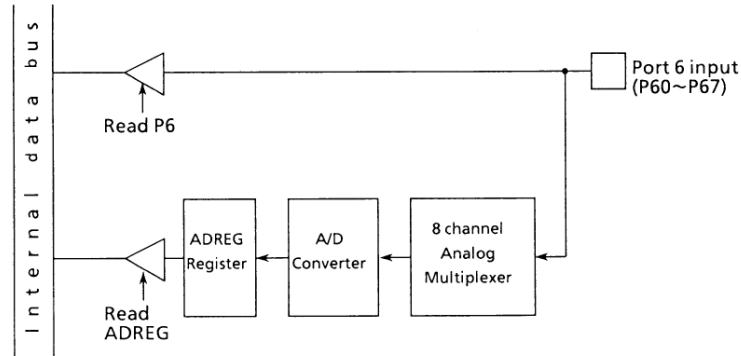 Internal data bus
Port 6 input
(P60~P67)
Read P6
ADREG
Register
A/D
Converter
8 channel
Analog
Multiplexer
Read
ADREG